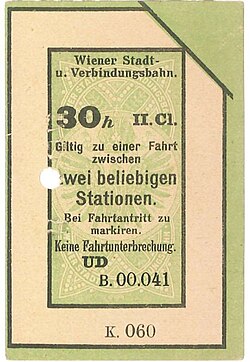 Wiener Stadt-
u. Verbindungsbahn.
30h II.Cl.
Giltig zu einer Fahrt
zwischen
zwei beliebigen
Stationen.
Bei Fahrtantritt zu
markiren.
Keine Fahrtunterbrechung.
UD
B.00.041
K. 060